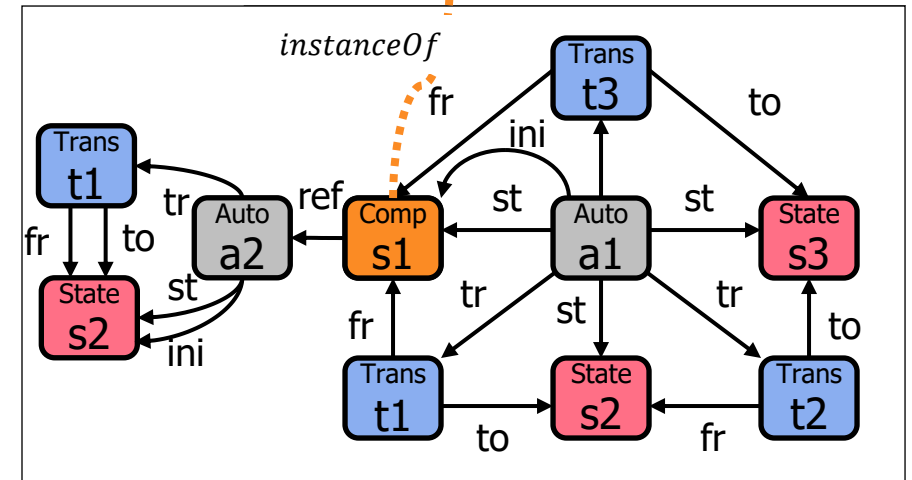 instanceOf
Trans
t3
fr
to
ini
Trans
t1
tr
ref
st
st
Auto
a2
Comp
s1
Auto
a1
State
s3
fr
to
State
s2
st
ini
tr
st
tr
fr
to
Trans
t1
State
s2
Trans
t2
to
fr